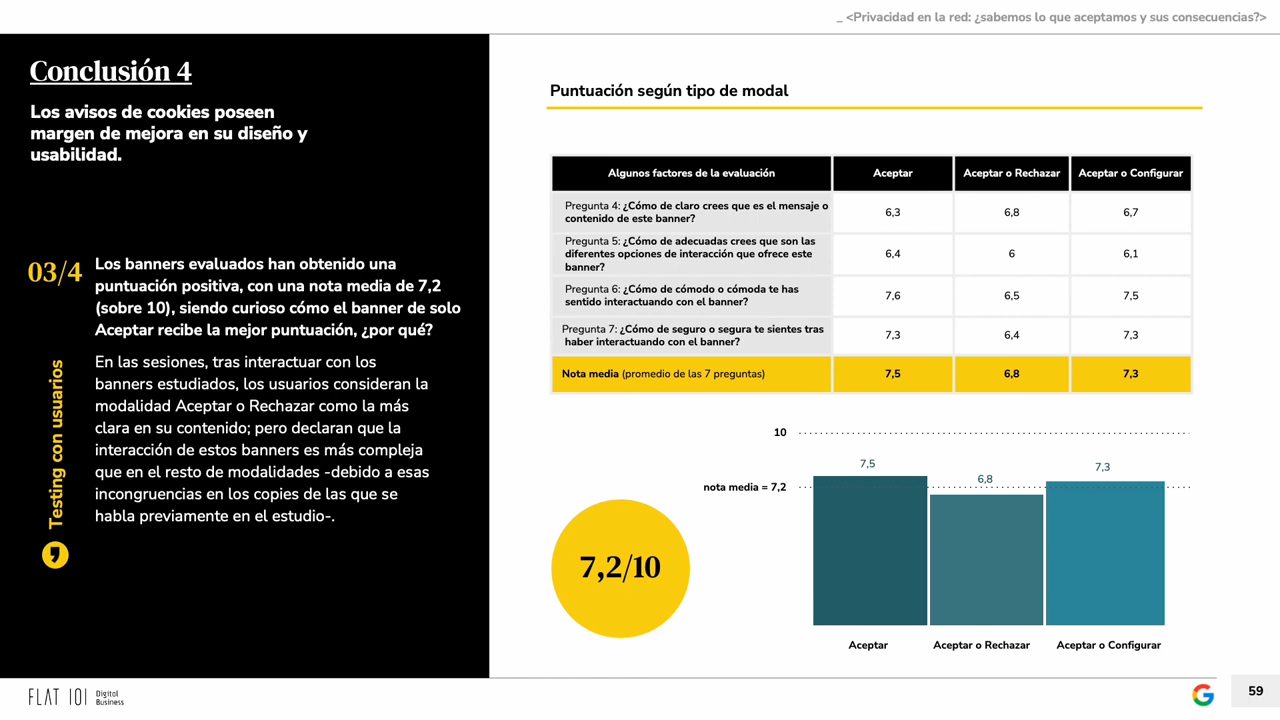 _ <Privacidad en la red: ¿sabemos lo que aceptamos y sus consecuencias?>
Conclusión 4
Los avisos de cookies poseen
margen de mejora en su diseño y
usabilidad.
03/4
Los banners evaluados han obtenido una
puntuación positiva, con una nota media de 7,2
(sobre 10), siendo curioso cómo el banner de solo
Aceptar recibe la mejor puntuación, ¿por qué?
En las sesiones, tras interactuar con los
banners estudiados, los usuarios consideran la
modalidad Aceptar o Rechazar como la más
clara en su contenido; pero declaran que la
interacción de estos banners es más compleja
que en el resto de modalidades -debido a esas
incongruencias en los copies de las que se
habla previamente en el estudio-.
Testing con usuarios
Puntuación según tipo de modal
Algunos factores de la evaluación Aceptar Aceptar o Rechazar Aceptar o Configurar
Pregunta 4: ¿Cómo de claro crees que es el mensaje o
contenido de este banner?
6,3 6,8 6,7
Pregunta 5: ¿Cómo de adecuadas crees que son las
diferentes opciones de interacción que ofrece este
banner?
6,4 6 6,1
Pregunta 6: ¿Cómo de cómodo o cómoda te has
sentido interactuando con el banner?
7,6 6,5 7,5
Pregunta 7: ¿Cómo de seguro o segura te sientes tras
haber interactuando con el banner?
7,3 6,4 7,3
Nota media (promedio de las 7 preguntas) 7,5 6,8 7,3
10
7,5 6,8 7,3
nota media = 7,2
7,2/10
Aceptar Aceptar o Rechazar Aceptar o Configurar
FLAT 101 Digital
Business
G
59